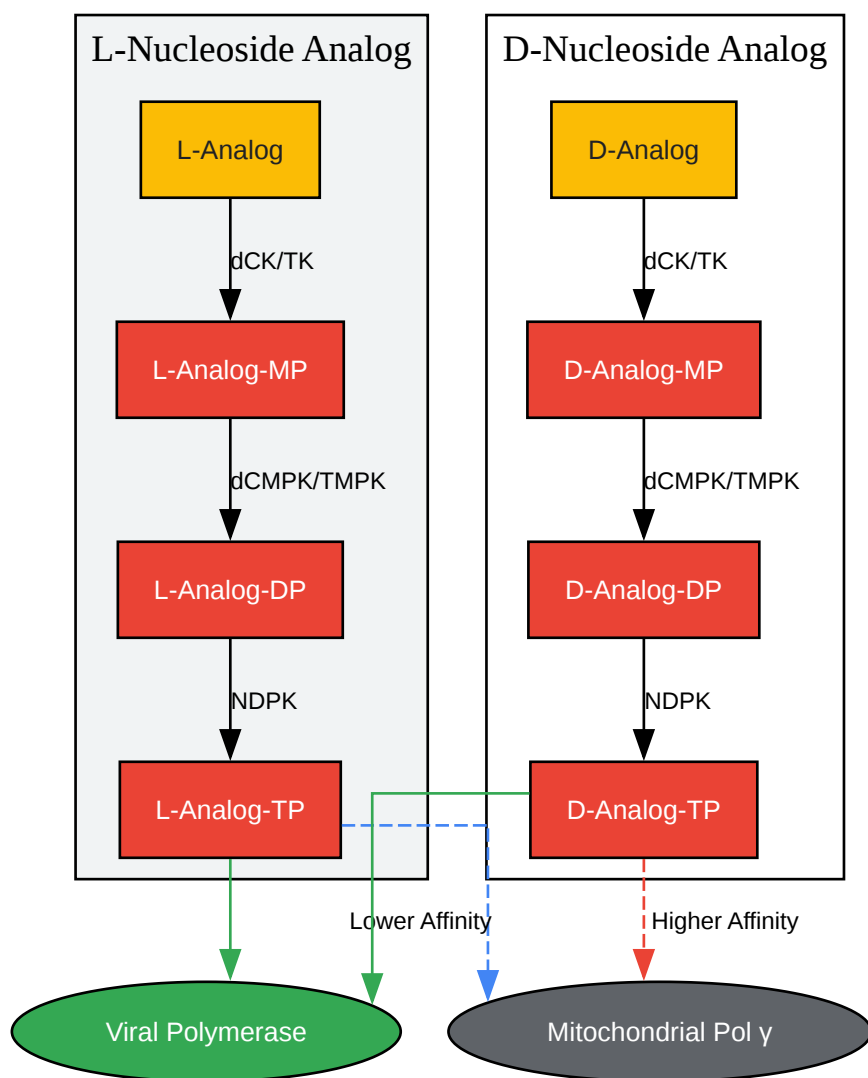 L-Nucleoside Analog
D-Nucleoside Analog
L-Analog
D-Analog
dCK/TK
dCK/TK
L-Analog-MP
D-Analog-MP
dCMPK/TMPK
dCMPK/TMPK
L-Analog-DP
D-Analog-DP
NDPK
NDPK
L-Analog-TP
D-Analog-TP
Lower Affinity
Higher Affinity
Viral Polymerase
Mitochondrial Pol γ